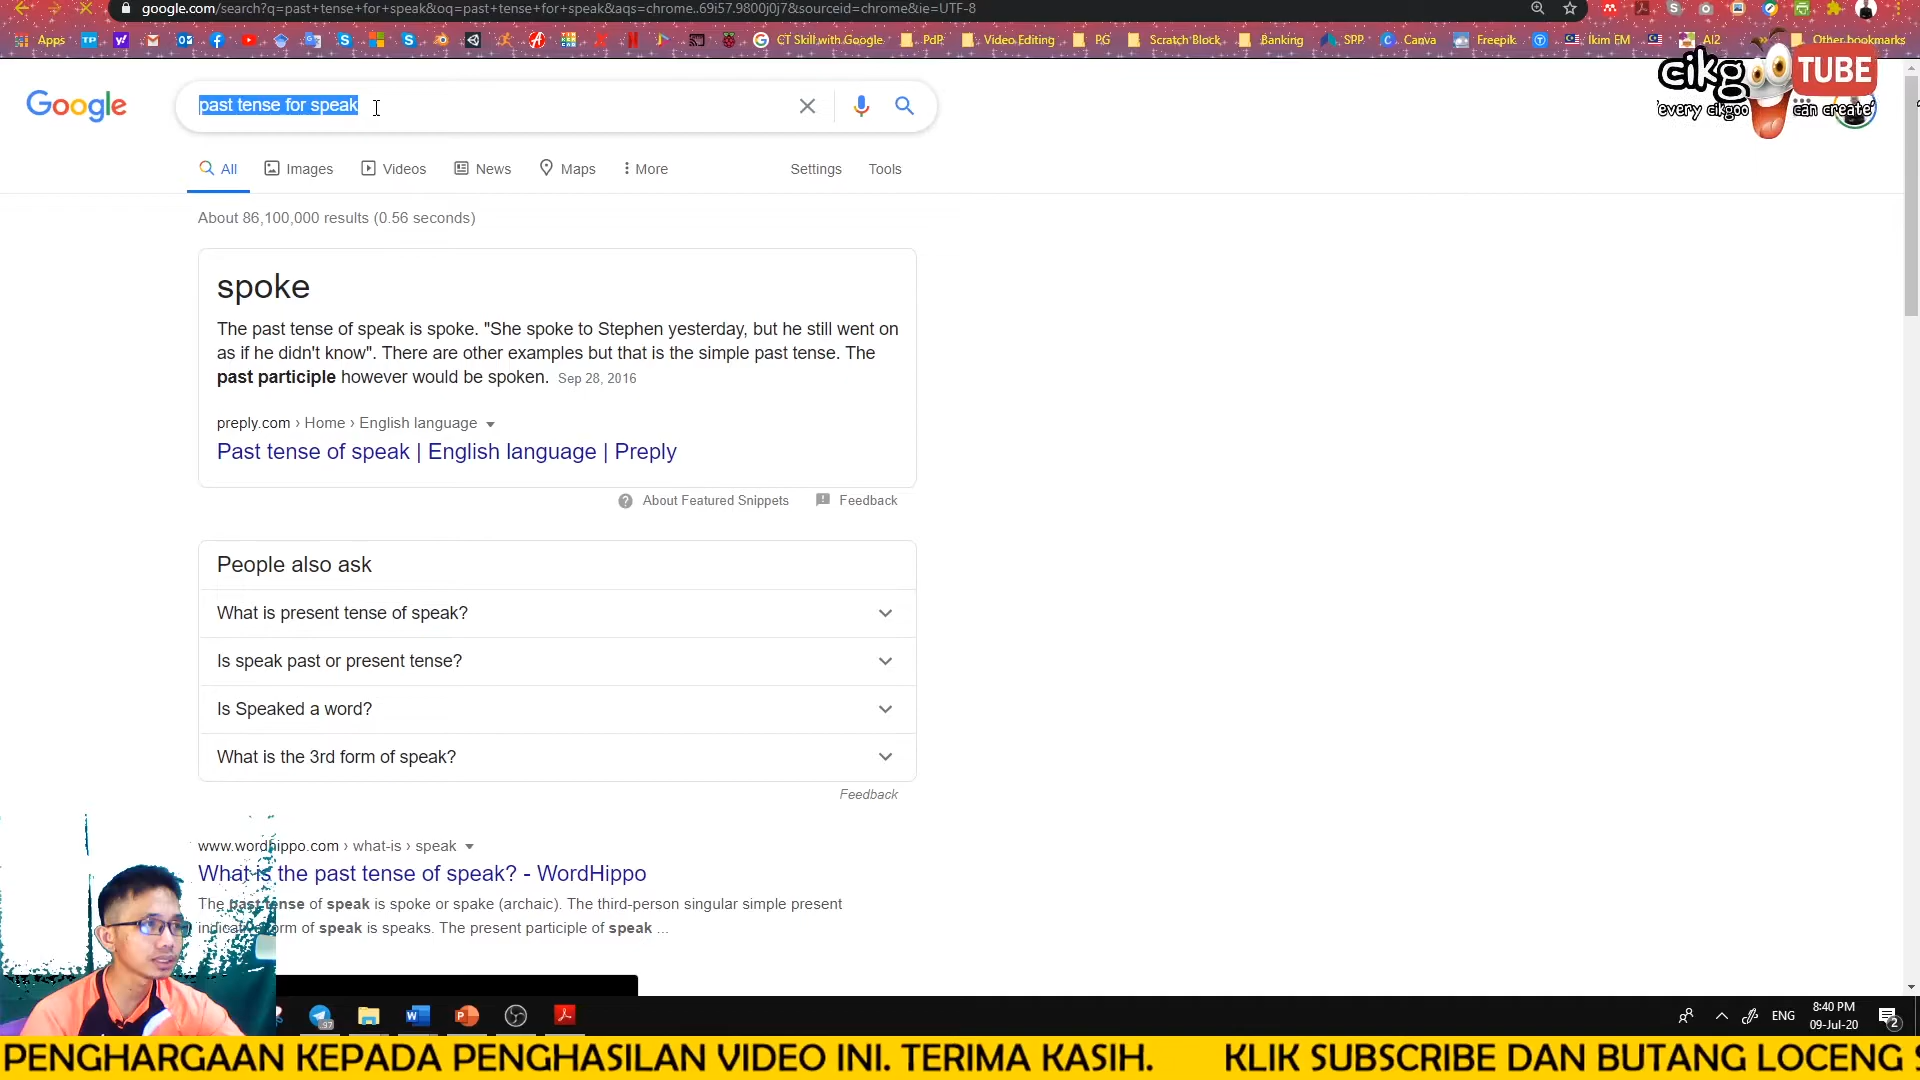 google.com/search?q=past+tense+for+speak&oq=past+tense+for+speak&aqs=chrome..69i57.9800j0j7&sourceid=chrome&ie=UTF-8
Apps CT Skill with Google PdP Video Editing PG Scratch Block Banking SPP Canva Freepik Ikim FM AI2 Other bookmarks
cikgoo TUBE
'every cikgoo can create'
Google past tense for speak
All Images Videos News Maps More Settings Tools
About 86,100,000 results (0.56 seconds)
spoke
The past tense of speak is spoke. "She spoke to Stephen yesterday, but he still went on
as if he didn't know". There are other examples but that is the simple past tense. The
past participle however would be spoken. Sep 28, 2016
preply.com › Home › English language
Past tense of speak | English language | Preply
About Featured Snippets Feedback
People also ask
What is present tense of speak?
Is speak past or present tense?
Is Speaked a word?
What is the 3rd form of speak?
Feedback
www.wordhippo.com › what-is › speak
What is the past tense of speak? - WordHippo
The past tense of speak is spoke or spake (archaic). The third-person singular simple present
indicative form of speak is speaks. The present participle of speak ...
97
ENG
8:40 PM
09-Jul-20
2
PENGHARGAAN KEPADA PENGHASILAN VIDEO INI. TERIMA KASIH. KLIK SUBSCRIBE DAN BUTANG LOCENG